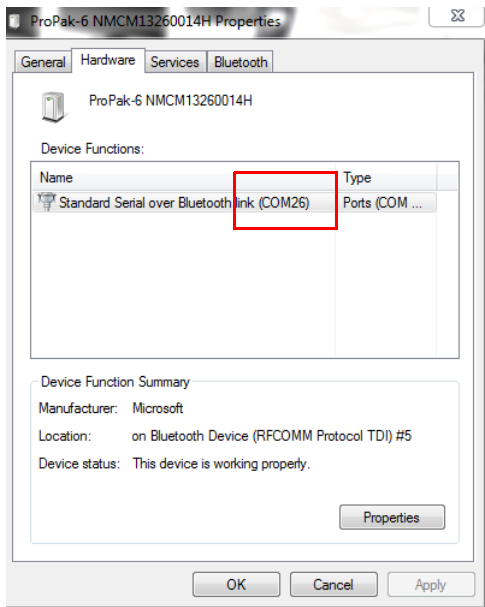 ProPak-6 NMCM13260014H Properties
General Hardware Services Bluetooth
ProPak-6 NMCM13260014H
Device Functions:
Name Type
Standard Serial over Bluetooth link (COM26) Ports (COM ...
Device Function Summary
Manufacturer: Microsoft
Location: on Bluetooth Device (RFCOMM Protocol TDI) #5
Device status: This device is working properly.
Properties
OK Cancel Apply